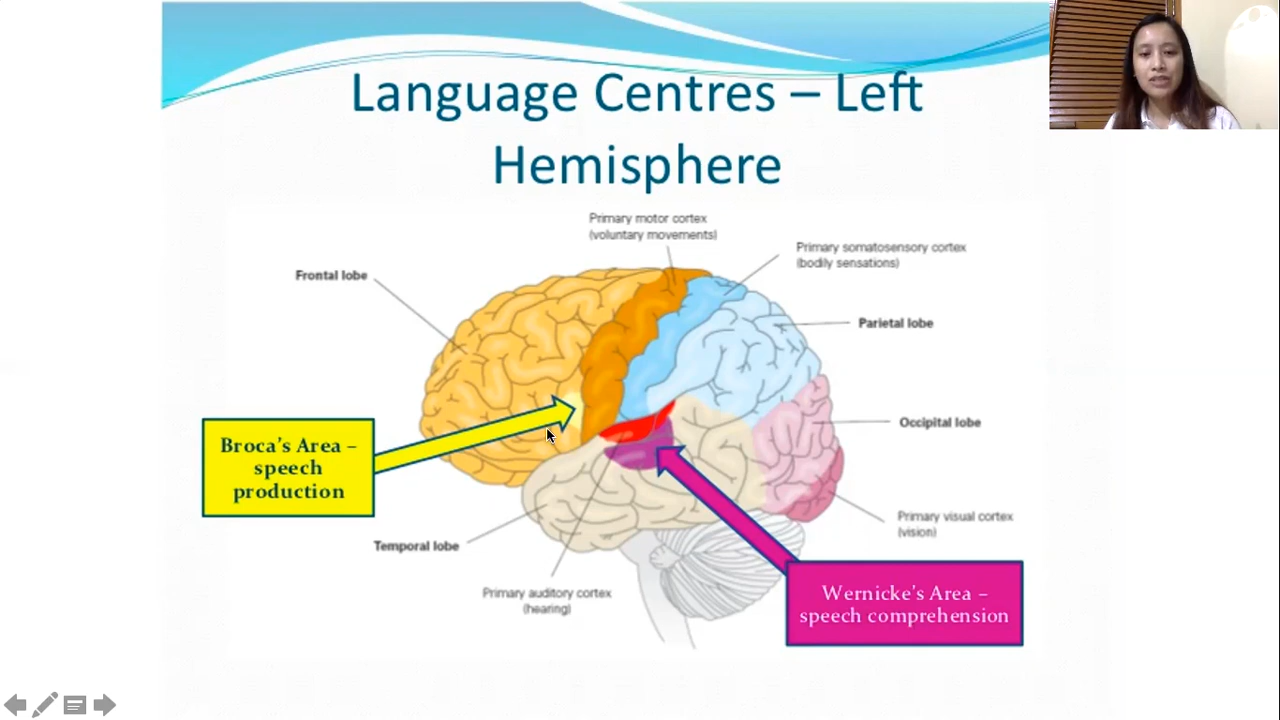 Language Centres – Left
Hemisphere
Primary motor cortex
(voluntary movements)
Primary somatosensory cortex
(bodily sensations)
Frontal lobe
Parietal lobe
Occipital lobe
Broca's Area –
speech
production
Primary visual cortex
(vision)
Temporal lobe
Primary auditory cortex
(hearing)
Wernicke's Area –
speech comprehension